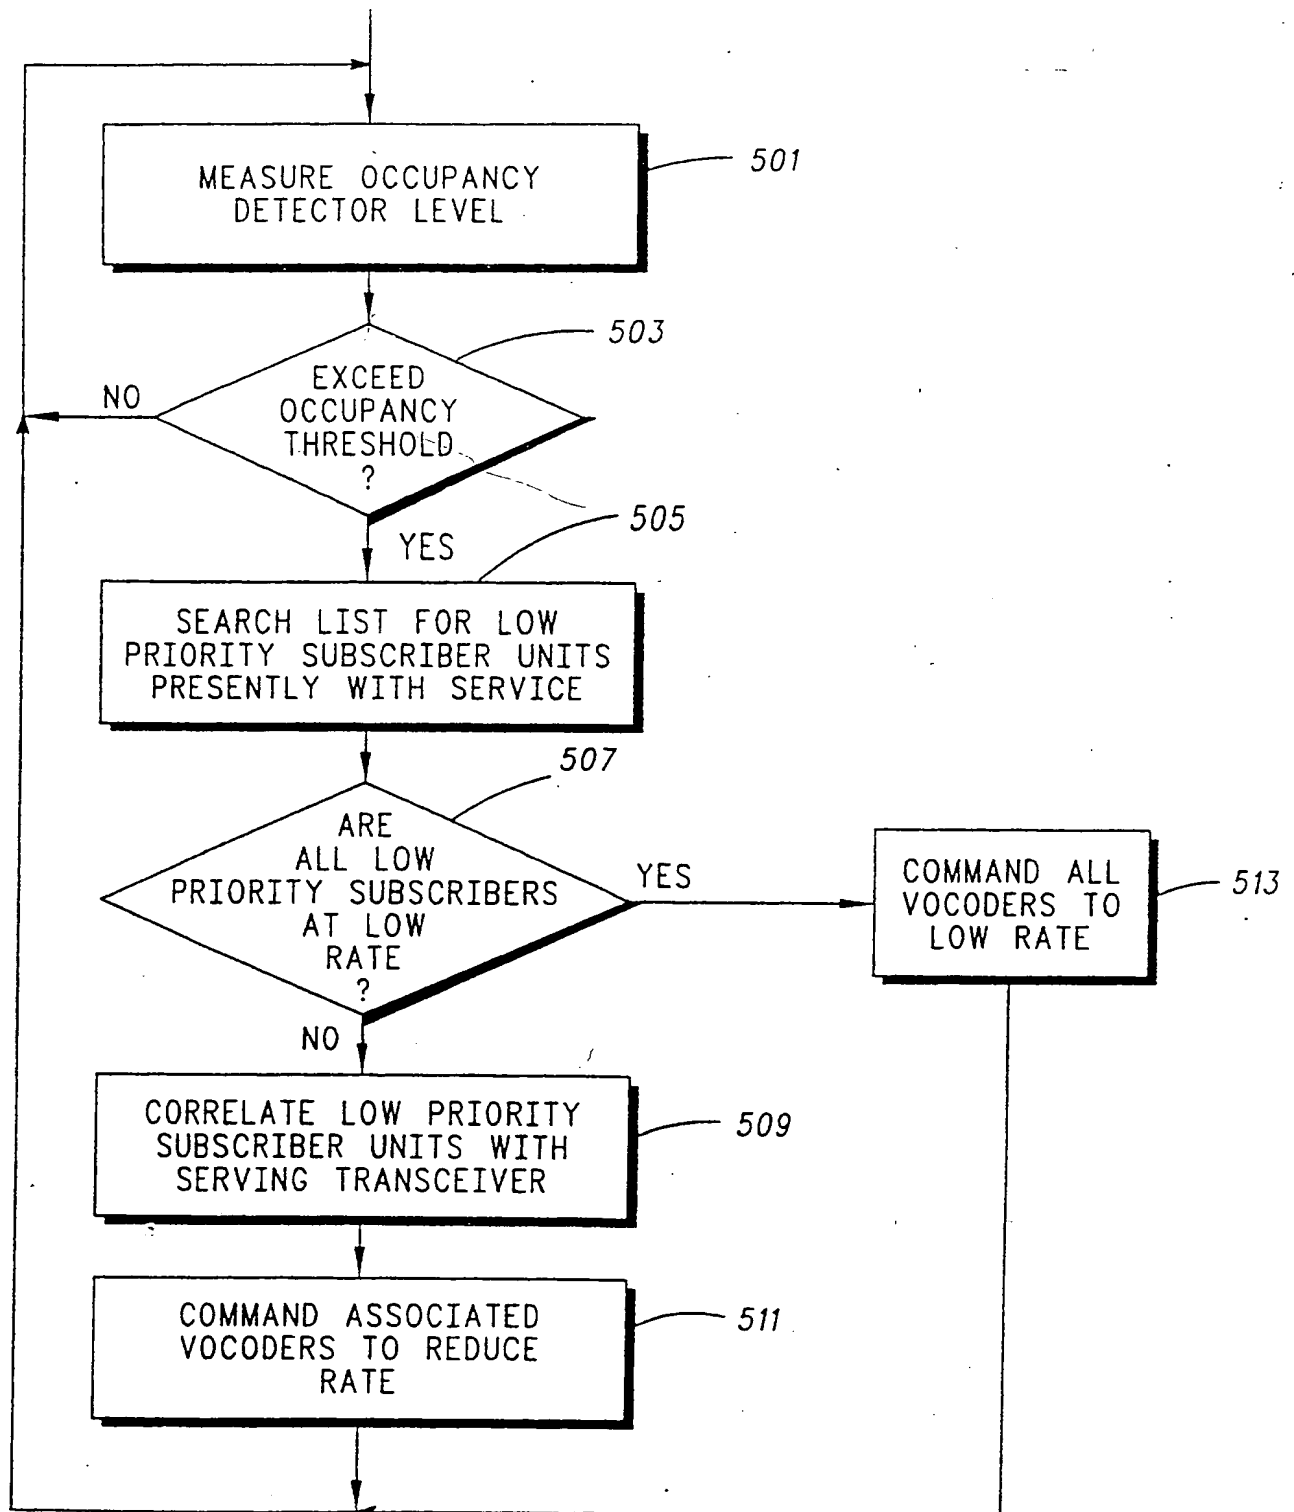 MEASURE OCCUPANCY
DETECTOR LEVEL
501
503
EXCEED
OCCUPANCY
THRESHOLD
?
NO
YES
505
SEARCH LIST FOR LOW
PRIORITY SUBSCRIBER UNITS
PRESENTLY WITH SERVICE
507
ARE
ALL LOW
PRIORITY SUBSCRIBERS
AT LOW
RATE
?
YES
COMMAND ALL
VOCODERS TO
LOW RATE
513
NO
CORRELATE LOW PRIORITY
SUBSCRIBER UNITS WITH
SERVING TRANSCEIVER
509
COMMAND ASSOCIATED
VOCODERS TO REDUCE
RATE
511